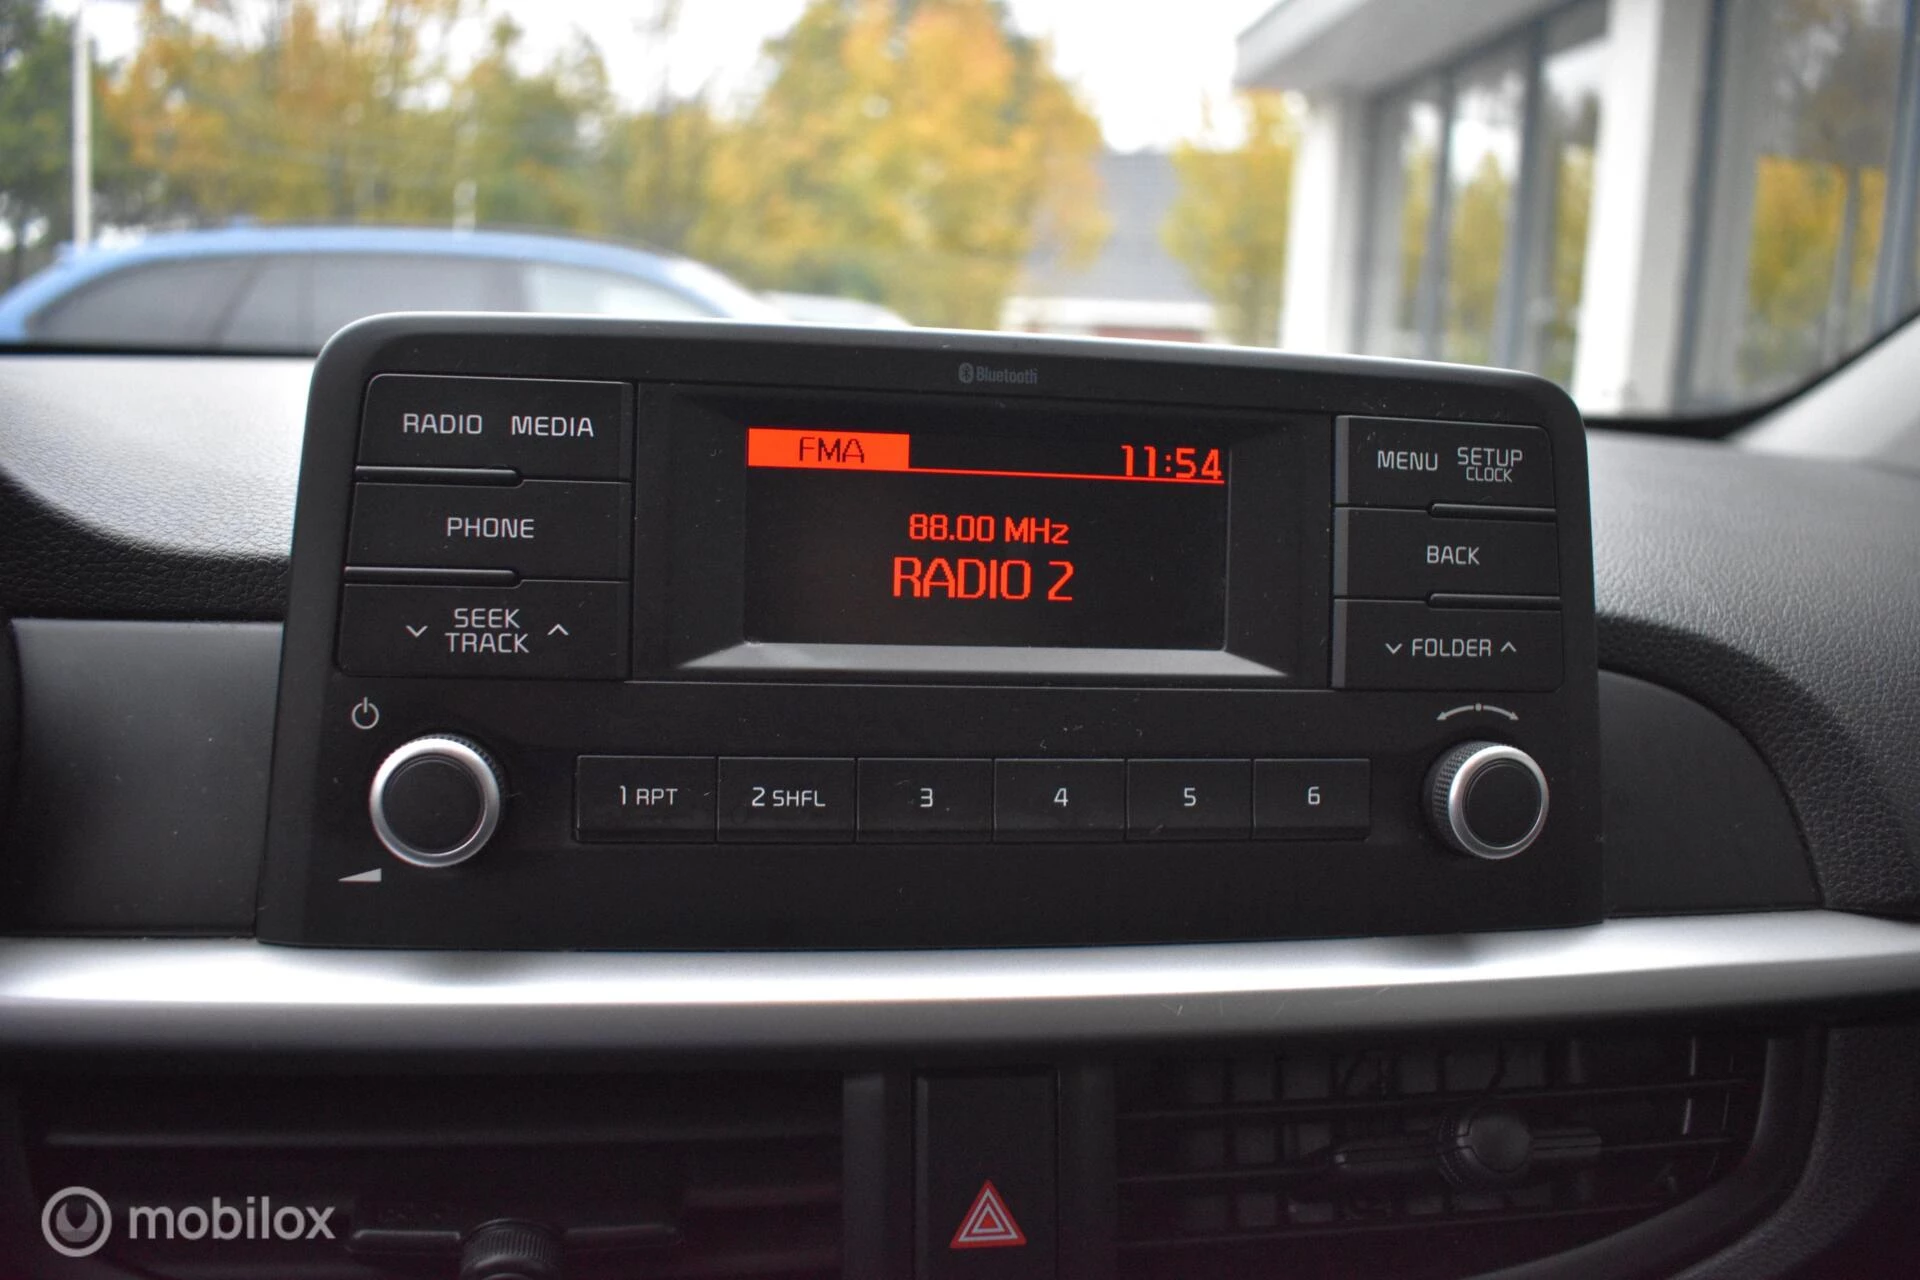 Bluetooth
RADIO MEDIA
PHONE
SEEK
TRACK
FMA 11:54
88.00 MHz
RADIO 2
MENU SETUP
CLOCK
BACK
FOLDER
1 RPT 2 SHFL 3 4 5 6
mobilox